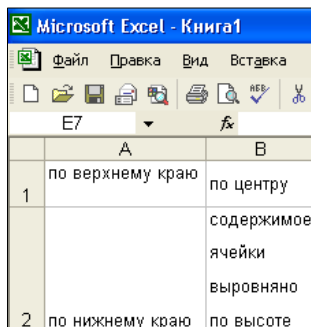 Microsoft Excel - Книга1
Файл Правка Вид Вставка
E7 fx
A B
1 по верхнему краю по центру
содержимое
ячейки
выровняно
2 по нижнему краю по высоте